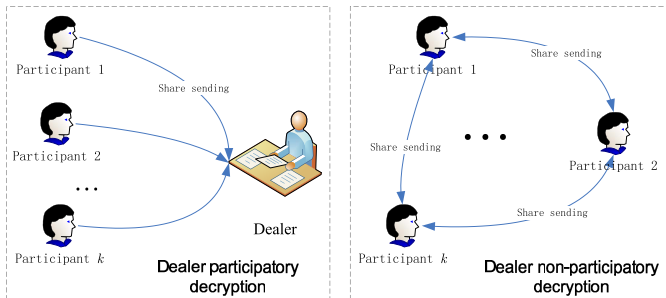 Participant 1
Share sending
Participant 2
...
Participant k
Dealer
Dealer participatory
decryption
Participant 1
Share sending
Share sending
Participant 2
Share sending
Participant k
Dealer non-participatory
decryption